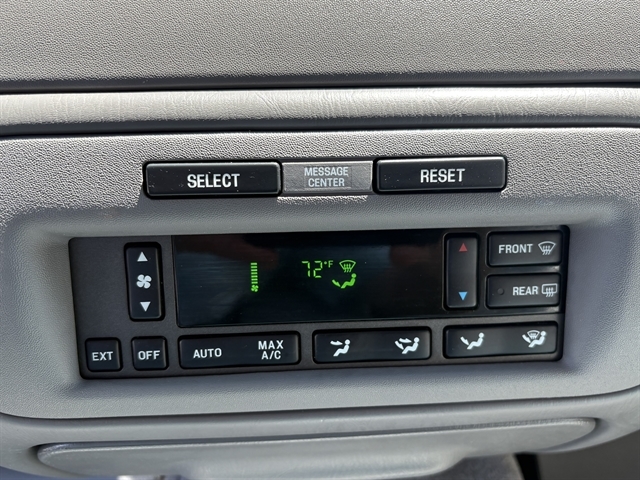 SELECT
MESSAGE
CENTER
RESET
72°F
FRONT
REAR
EXT
OFF
AUTO
MAX
A/C